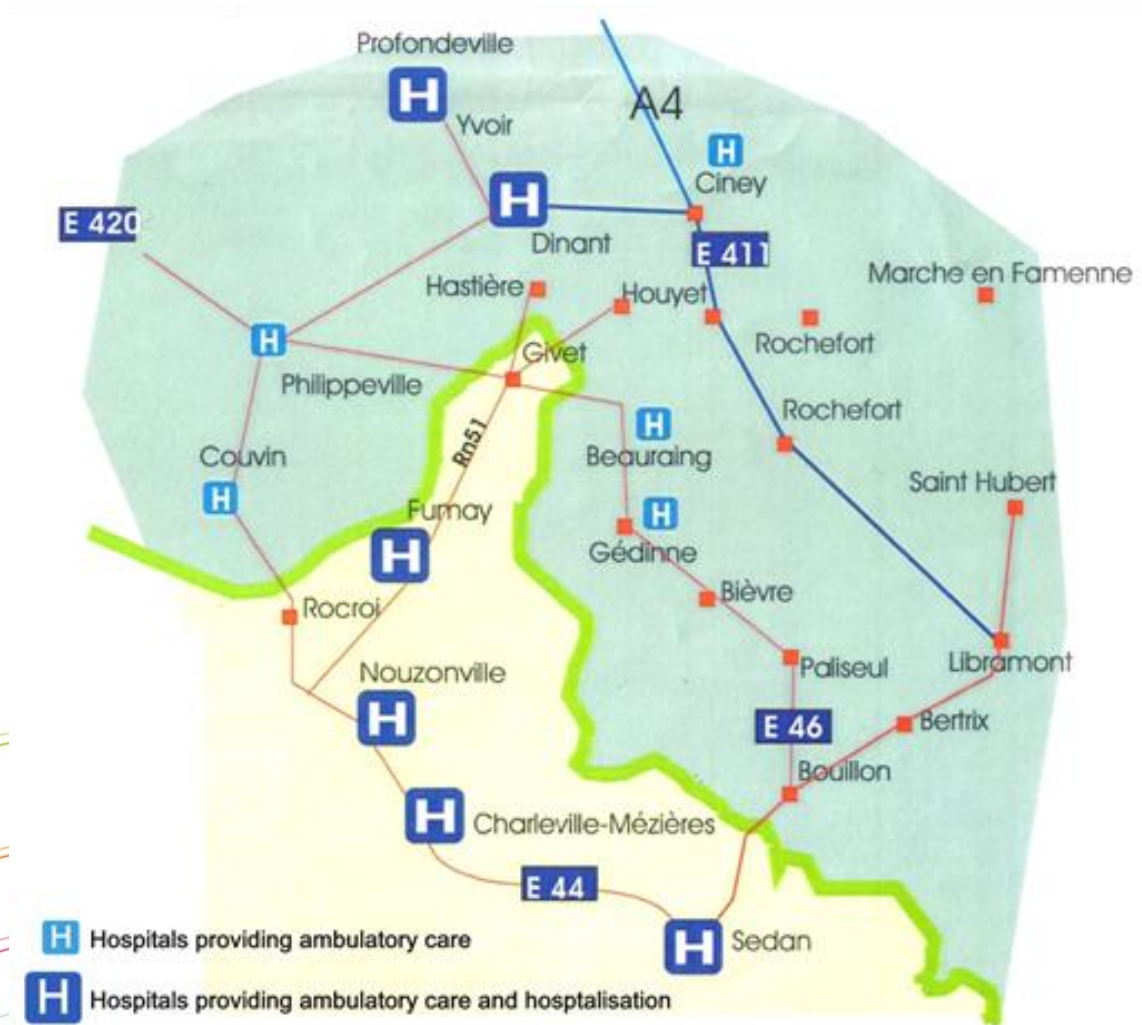 Profondeville
H
Yvoir
A4
H
Ciney
E 420
H
Dinant
E 411
Hastière
Houyet
Marche en Famenne
H
Givet
Rochefort
Philippeville
Rn51
H
Beauraing
Rochefort
Couvin
H
Saint Hubert
Fumay
H
H
Gédinne
Bièvre
Rocroi
Nouzonville
H
Paliseul
Libramont
E 46
Bertrix
Bouillon
H
Charleville-Mézières
E 44
H
Sedan
H Hospitals providing ambulatory care
H Hospitals providing ambulatory care and hosptalisation